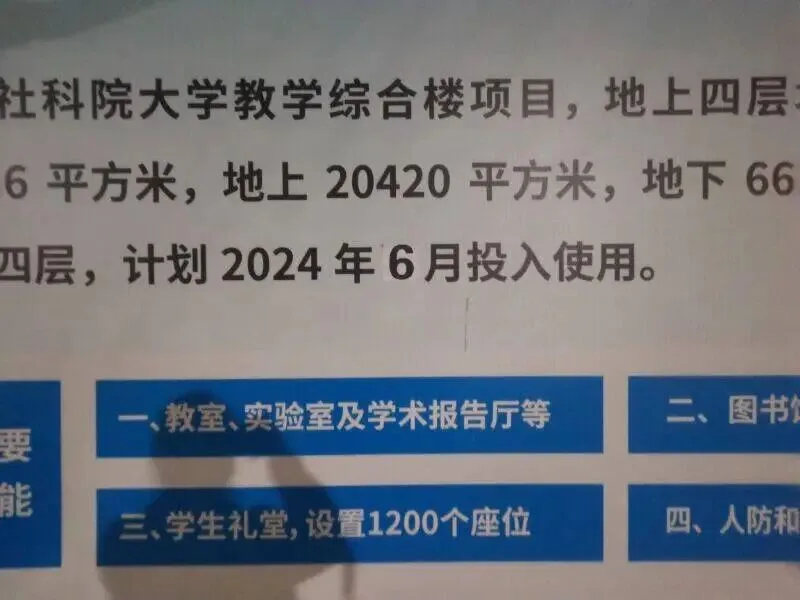 社科院大学教学综合楼项目，地上四层
6 平方米，地上 20420 平方米，地下 66
四层，计划 2024 年 6 月投入使用。
要
能
一、教室、实验室及学术报告厅等
二、图书馆
三、学生礼堂，设置1200个座位
四、人防和